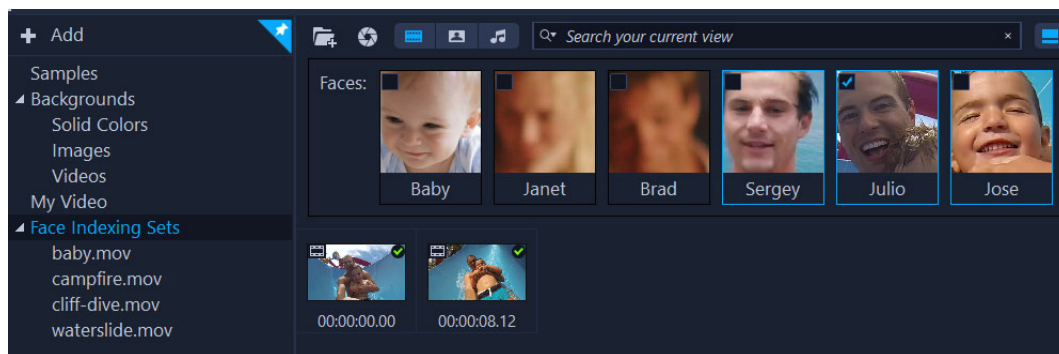 Add
Samples
Backgrounds
Solid Colors
Images
Videos
My Video
Face Indexing Sets
baby.mov
campfire.mov
cliff-dive.mov
waterslide.mov
Search your current view
Faces:
Baby
Janet
Brad
Sergey
Julio
Jose
00:00:00.00
00:00:08.12